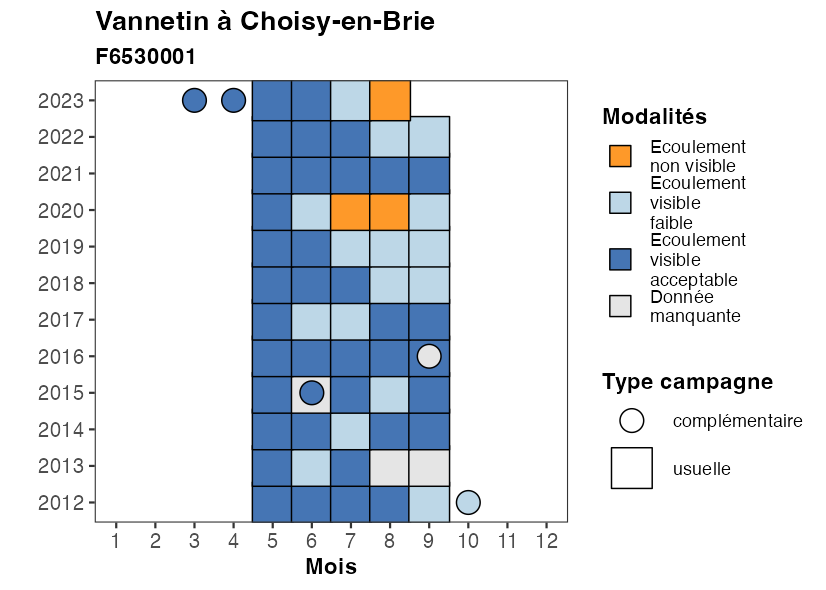 Vannetin à Choisy-en-Brie
F6530001
2023
2022
2021
2020
2019
2018
2017
2016
2015
2014
2013
2012
1 2 3 4 5 6 7 8 9 10 11 12
Mois
Modalités
Ecoulement
non visible
Ecoulement
visible
faible
Ecoulement
visible
acceptable
Donnée
manquante
Type campagne
complémentaire
usuelle